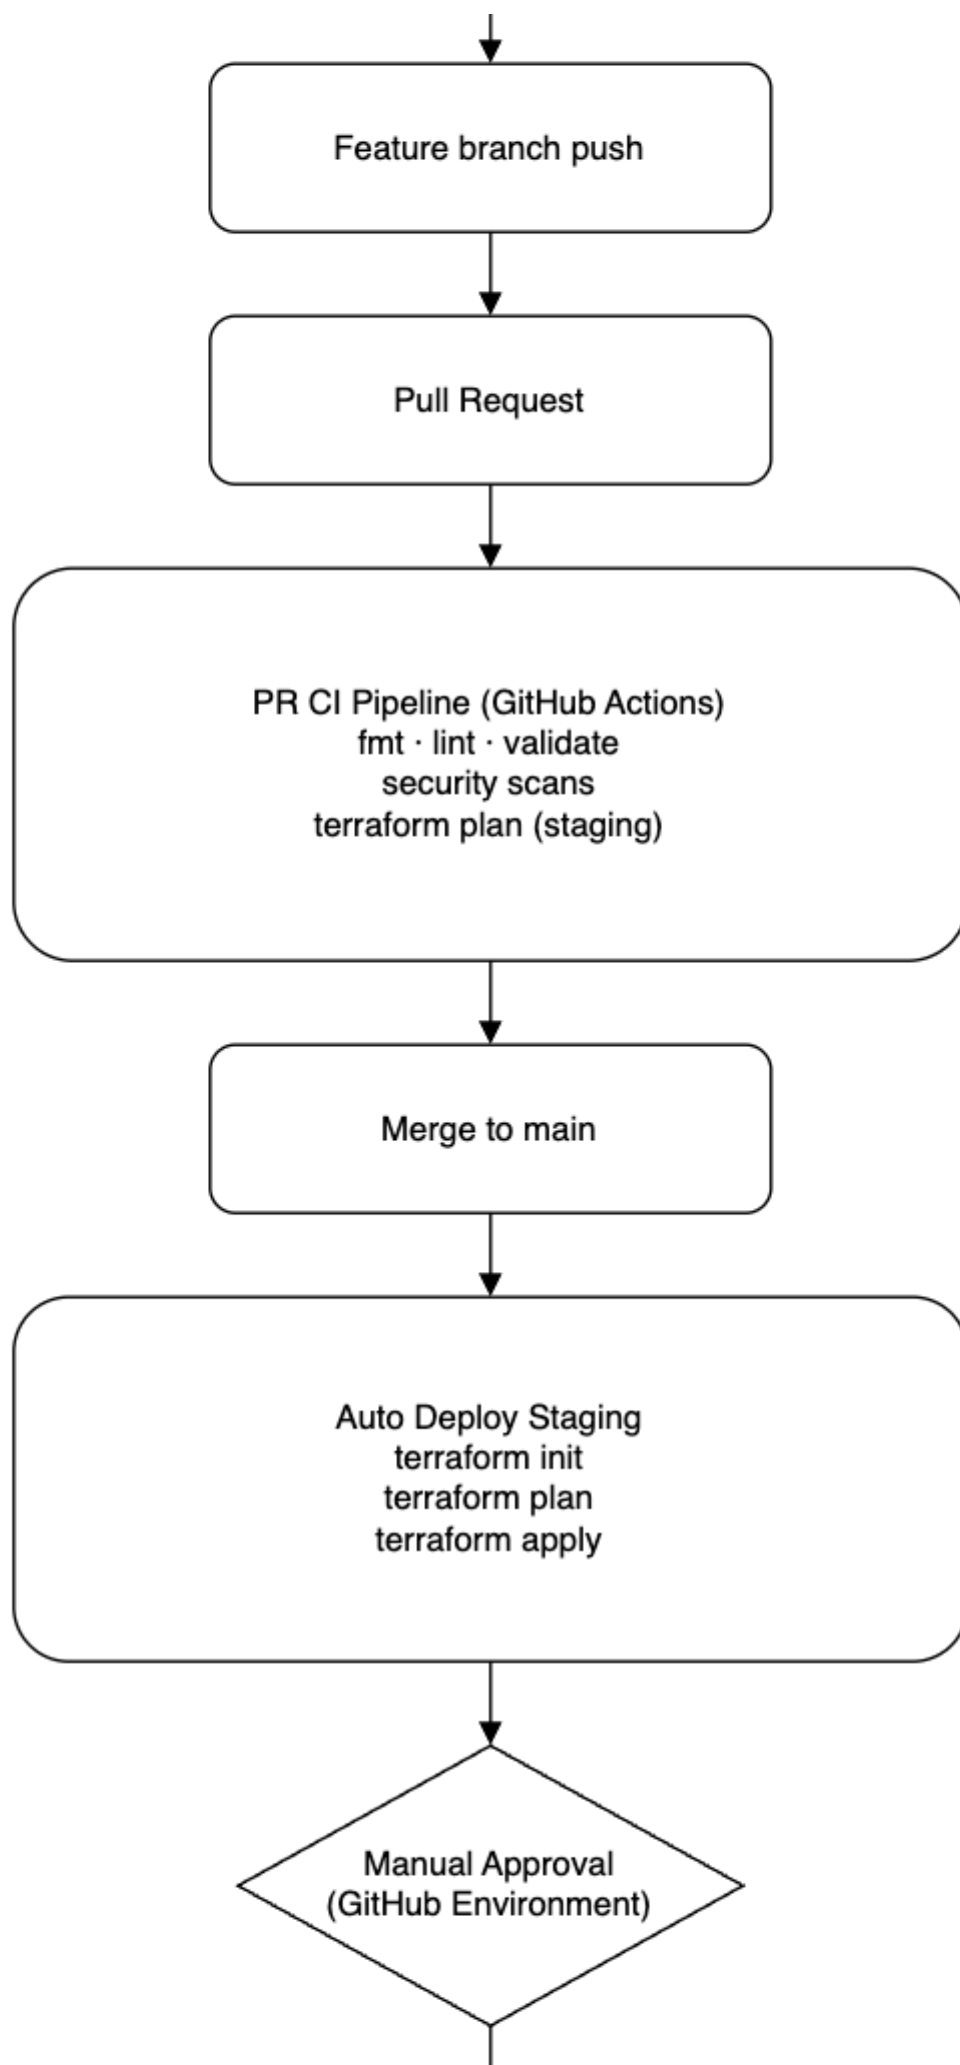 Feature branch push
Pull Request
PR CI Pipeline (GitHub Actions)
fmt · lint · validate
security scans
terraform plan (staging)
Merge to main
Auto Deploy Staging
terraform init
terraform plan
terraform apply
Manual Approval
(GitHub Environment)